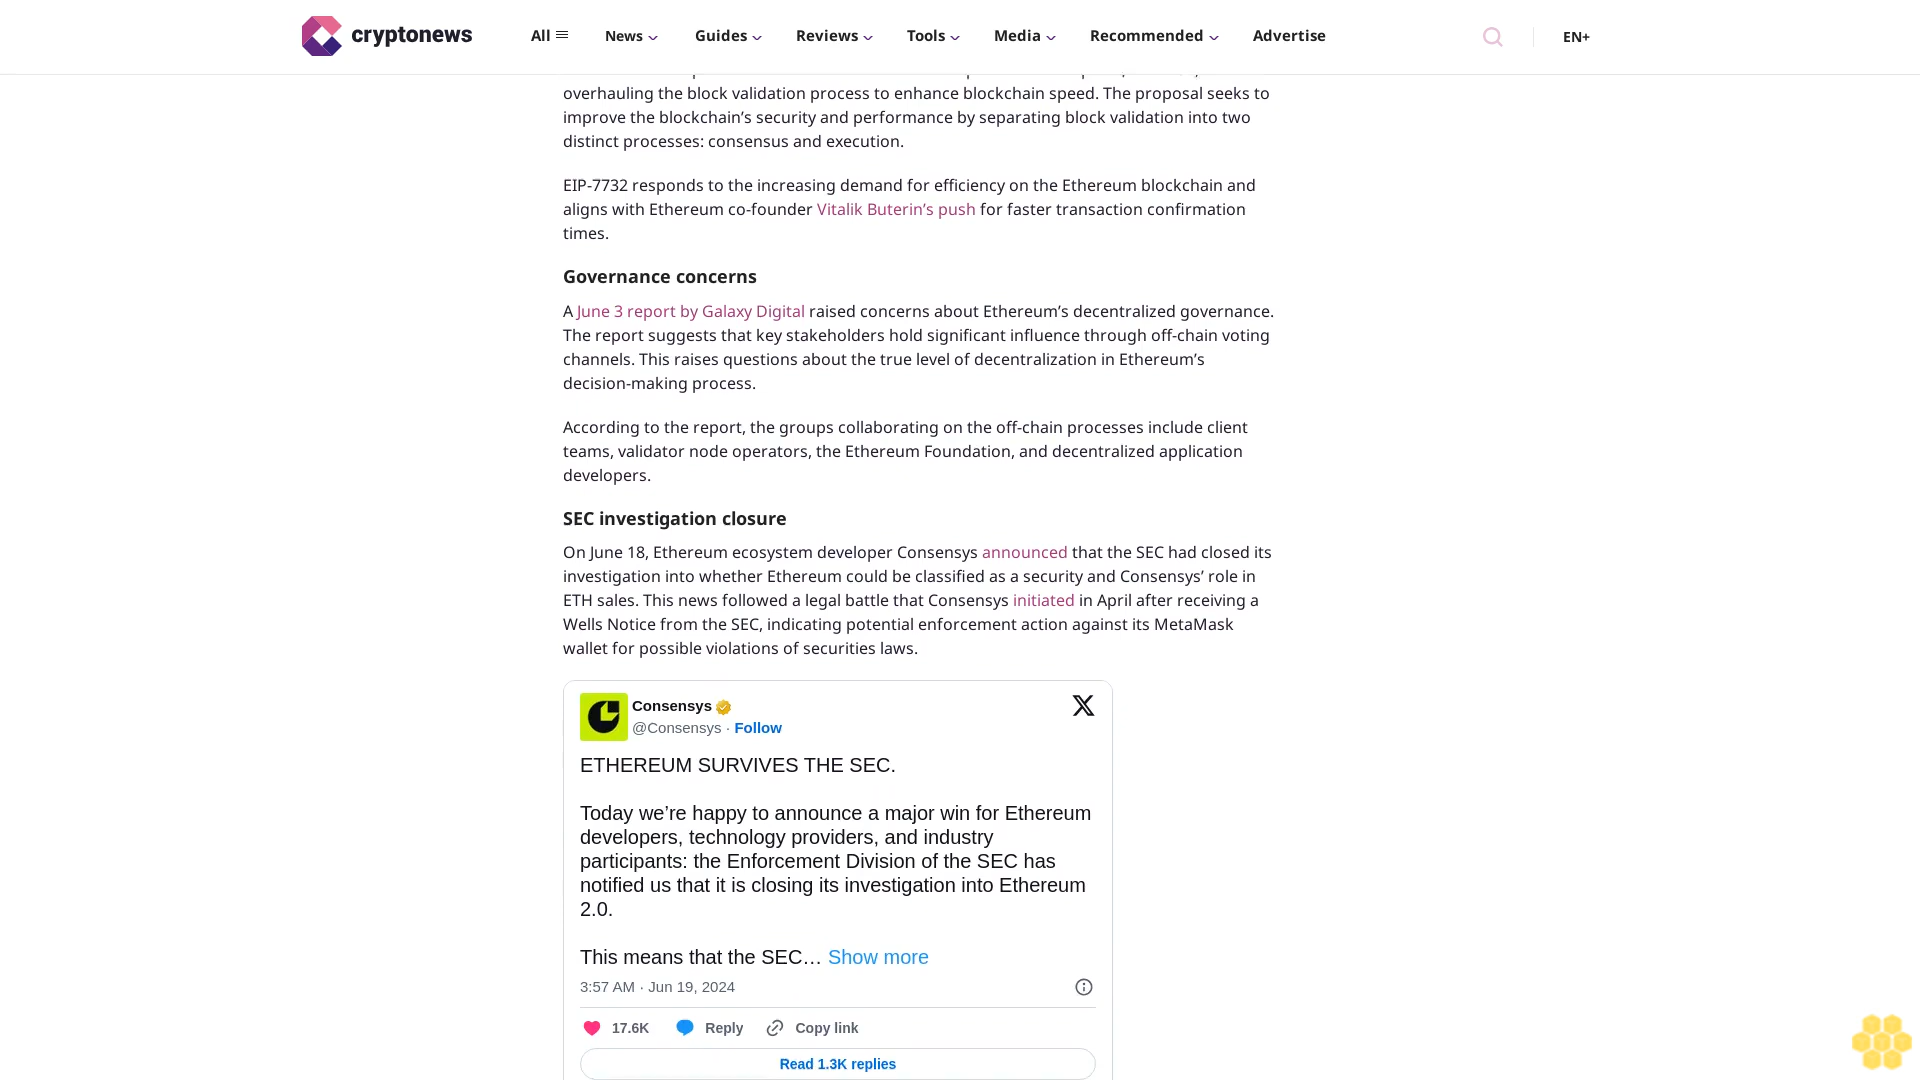 cryptonews
All
News
Guides
Reviews
Tools
Media
Recommended
Advertise
EN+
overhauling the block validation process to enhance blockchain speed. The proposal seeks to
improve the blockchain’s security and performance by separating block validation into two
distinct processes: consensus and execution.
EIP-7732 responds to the increasing demand for efficiency on the Ethereum blockchain and
aligns with Ethereum co-founder Vitalik Buterin’s push for faster transaction confirmation
times.
Governance concerns
A June 3 report by Galaxy Digital raised concerns about Ethereum’s decentralized governance.
The report suggests that key stakeholders hold significant influence through off-chain voting
channels. This raises questions about the true level of decentralization in Ethereum’s
decision-making process.
According to the report, the groups collaborating on the off-chain processes include client
teams, validator node operators, the Ethereum Foundation, and decentralized application
developers.
SEC investigation closure
On June 18, Ethereum ecosystem developer Consensys announced that the SEC had closed its
investigation into whether Ethereum could be classified as a security and Consensys’ role in
ETH sales. This news followed a legal battle that Consensys initiated in April after receiving a
Wells Notice from the SEC, indicating potential enforcement action against its MetaMask
wallet for possible violations of securities laws.
Consensys
@Consensys · Follow
ETHEREUM SURVIVES THE SEC.
Today we’re happy to announce a major win for Ethereum
developers, technology providers, and industry
participants: the Enforcement Division of the SEC has
notified us that it is closing its investigation into Ethereum
2.0.
This means that the SEC… Show more
3:57 AM · Jun 19, 2024
17.6K
Reply
Copy link
Read 1.3K replies